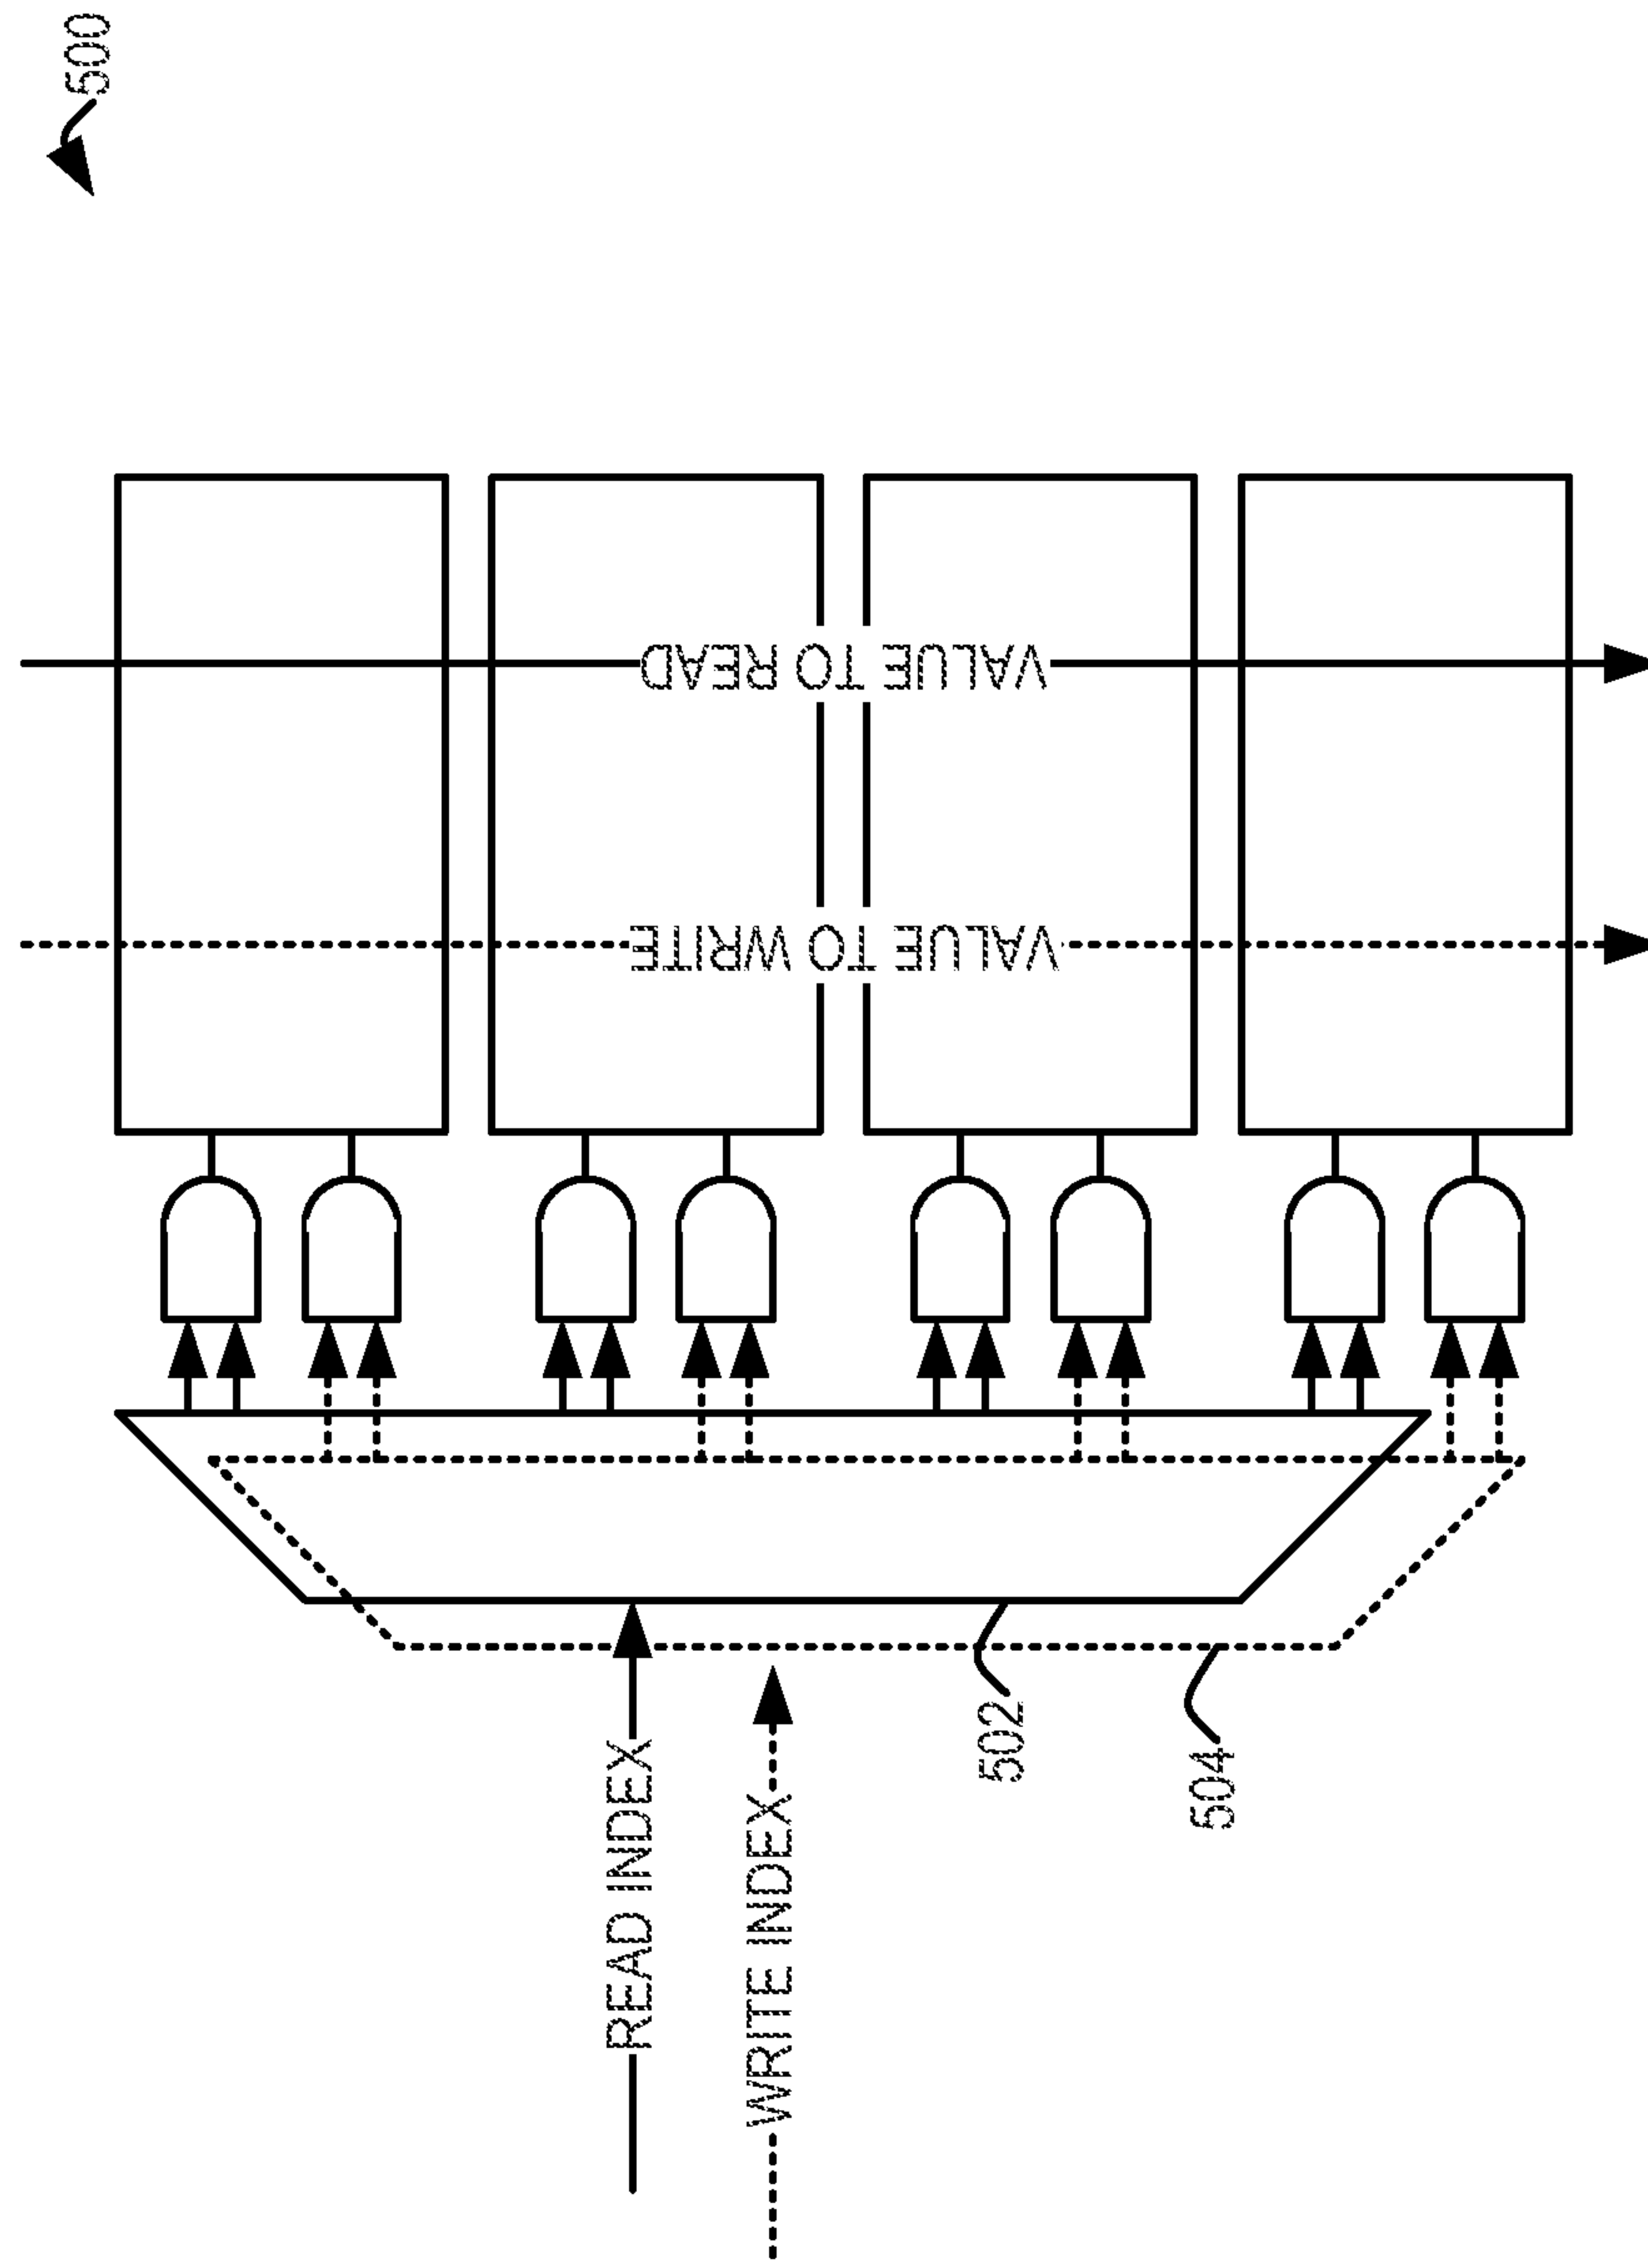 500
VALUE TO READ
VALUE TO WRITE
READ INDEX
WRITE INDEX
502
504